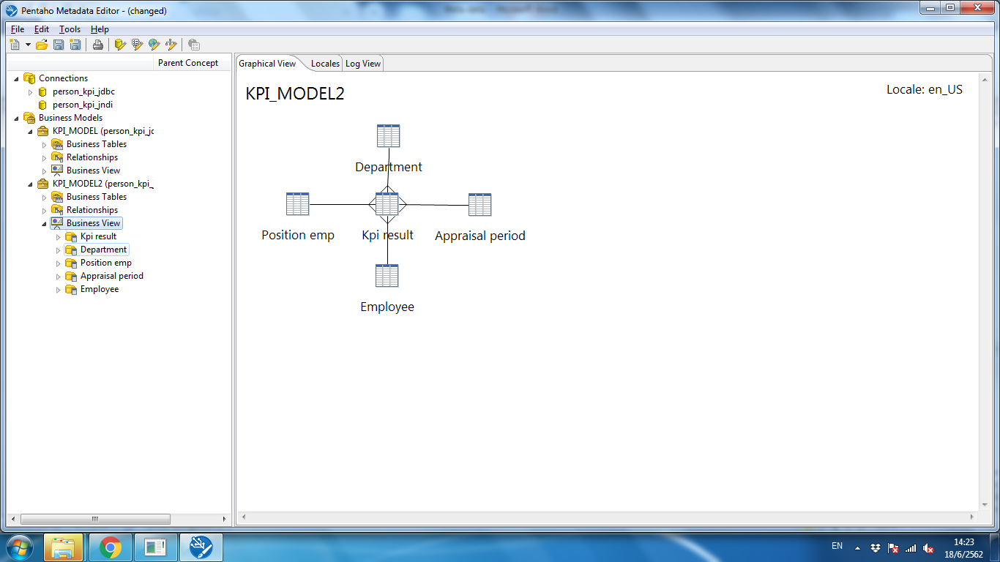 Pentaho Metadata Editor - (changed)
File Edit Tools Help
Parent Concept
Connections
person_kpi_jdbc
person_kpi_jndi
Business Models
KPI_MODEL (person_kpi_jc
Business Tables
Relationships
Business View
KPI_MODEL2 (person_kpi_
Business Tables
Relationships
Business View
Kpi result
Department
Position emp
Appraisal period
Employee
Graphical View Locales Log View
KPI_MODEL2
Locale: en_US
Department
Position emp
Kpi result
Appraisal period
Employee
EN
14:23
18/6/2562